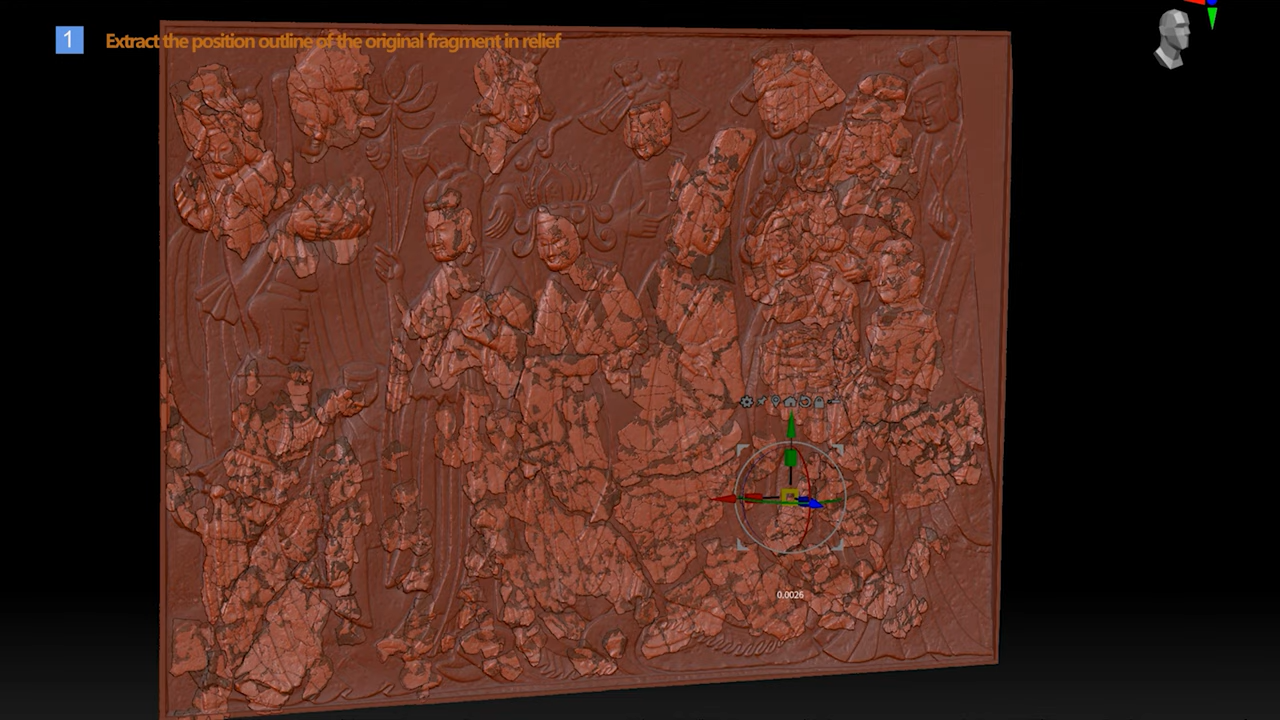 1
Extract the position outline of the original fragment in relief
0.0026